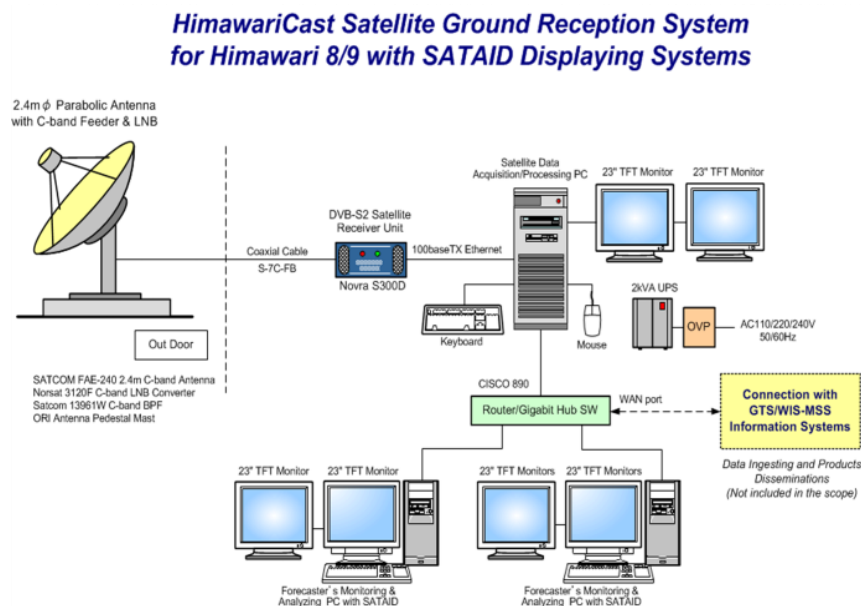 HimawariCast Satellite Ground Reception System
for Himawari 8/9 with SATAID Displaying Systems
2.4mϕ Parabolic Antenna
with C-band Feeder & LNB
Satellite Data
Acquisition/Processing PC
23" TFT Monitor
23" TFT Monitor
DVB-S2 Satellite
Receiver Unit
Coaxial Cable
S-7C-FB
100baseTX Ethernet
Novra S300D
2kVA UPS
OVP
AC110/220/240V
50/60Hz
Keyboard
Mouse
Out Door
SATCOM FAE-240 2.4m C-band Antenna
Norsat 3120F C-band LNB Converter
Satcom 13961W C-band BPF
ORI Antenna Pedestal Mast
CISCO 890
Router/Gigabit Hub SW
WAN port
Connection with
GTS/WIS-MSS
Information Systems
Data Ingesting and Products
Disseminations
(Not included in the scope)
23" TFT Monitor
23" TFT Monitor
23" TFT Monitors
23" TFT Monitors
Forecaster`s Monitoring &
Analyzing PC with SATAID
Forecaster`s Monitoring &
Analyzing PC with SATAID